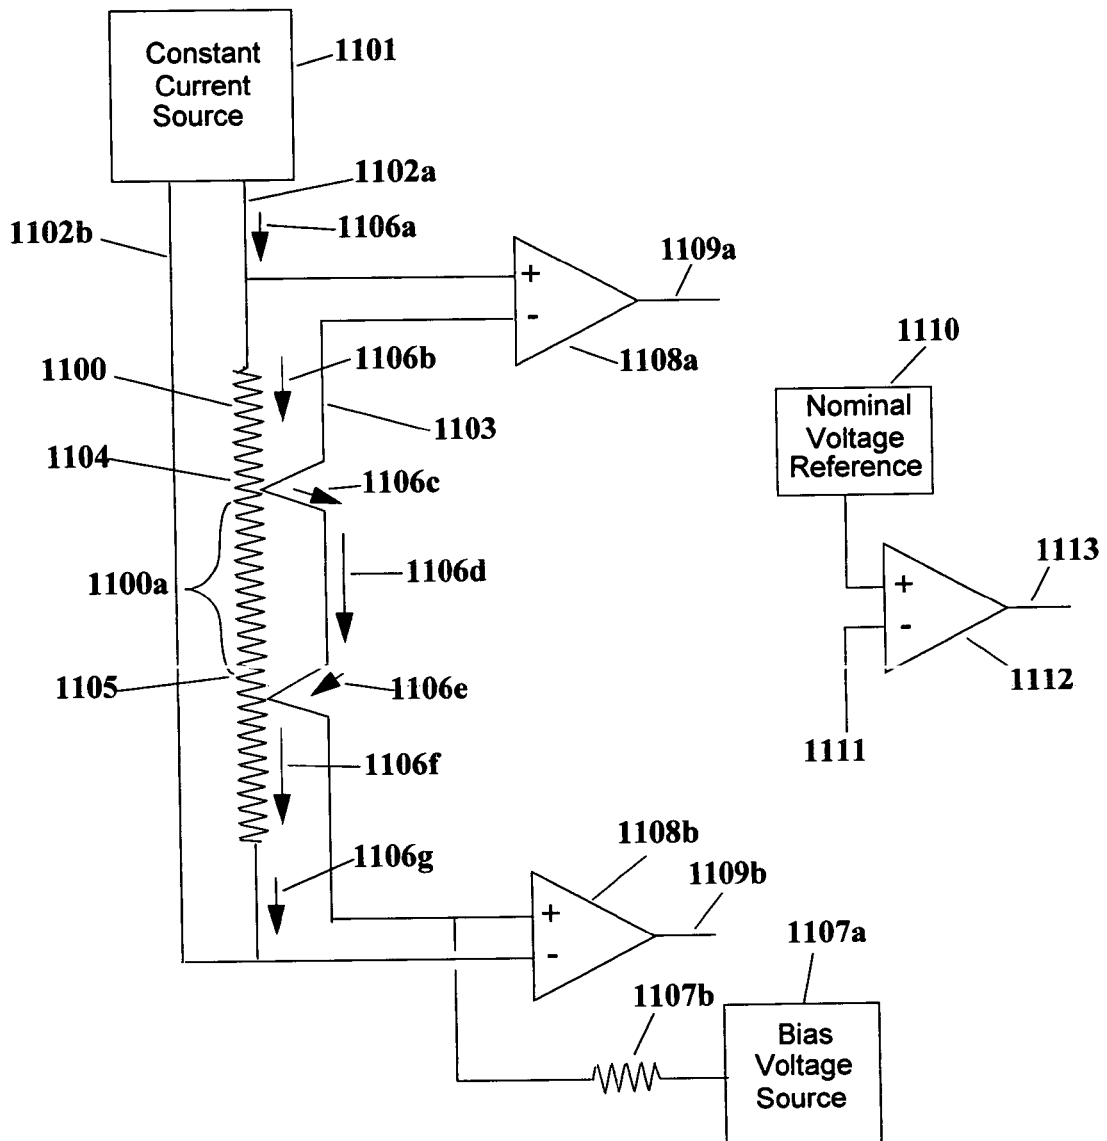 Constant
Current
Source
1101
1102a
1102b
1106a
1109a
+
-
1108a
1110
1100
1106b
Nominal
Voltage
Reference
1103
1104
1106c
1100a
1106d
1113
+
-
1105
1106e
1112
1111
1106f
1108b
1106g
1109b
+
-
1107a
1107b
Bias
Voltage
Source